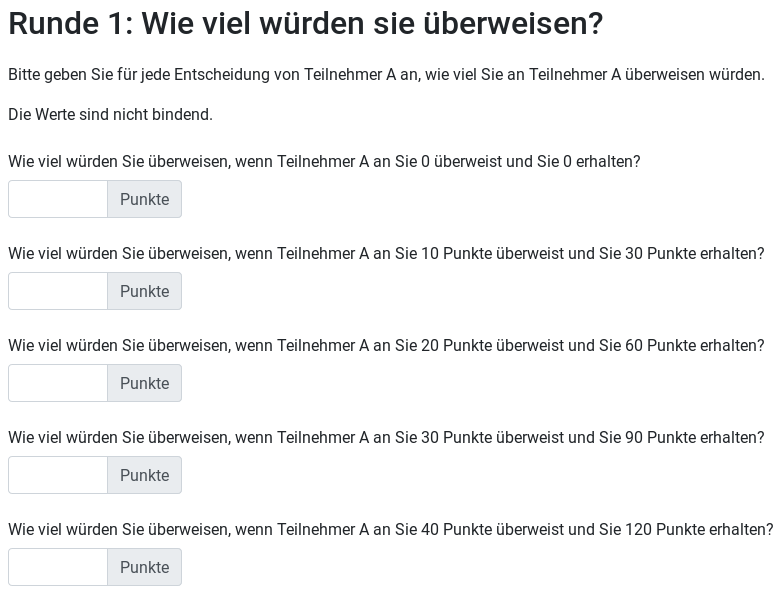 Runde 1: Wie viel würden sie überweisen?
Bitte geben Sie für jede Entscheidung von Teilnehmer A an, wie viel Sie an Teilnehmer A überweisen würden.
Die Werte sind nicht bindend.
Wie viel würden Sie überweisen, wenn Teilnehmer A an Sie 0 überweist und Sie 0 erhalten?
Punkte
Wie viel würden Sie überweisen, wenn Teilnehmer A an Sie 10 Punkte überweist und Sie 30 Punkte erhalten?
Punkte
Wie viel würden Sie überweisen, wenn Teilnehmer A an Sie 20 Punkte überweist und Sie 60 Punkte erhalten?
Punkte
Wie viel würden Sie überweisen, wenn Teilnehmer A an Sie 30 Punkte überweist und Sie 90 Punkte erhalten?
Punkte
Wie viel würden Sie überweisen, wenn Teilnehmer A an Sie 40 Punkte überweist und Sie 120 Punkte erhalten?
Punkte